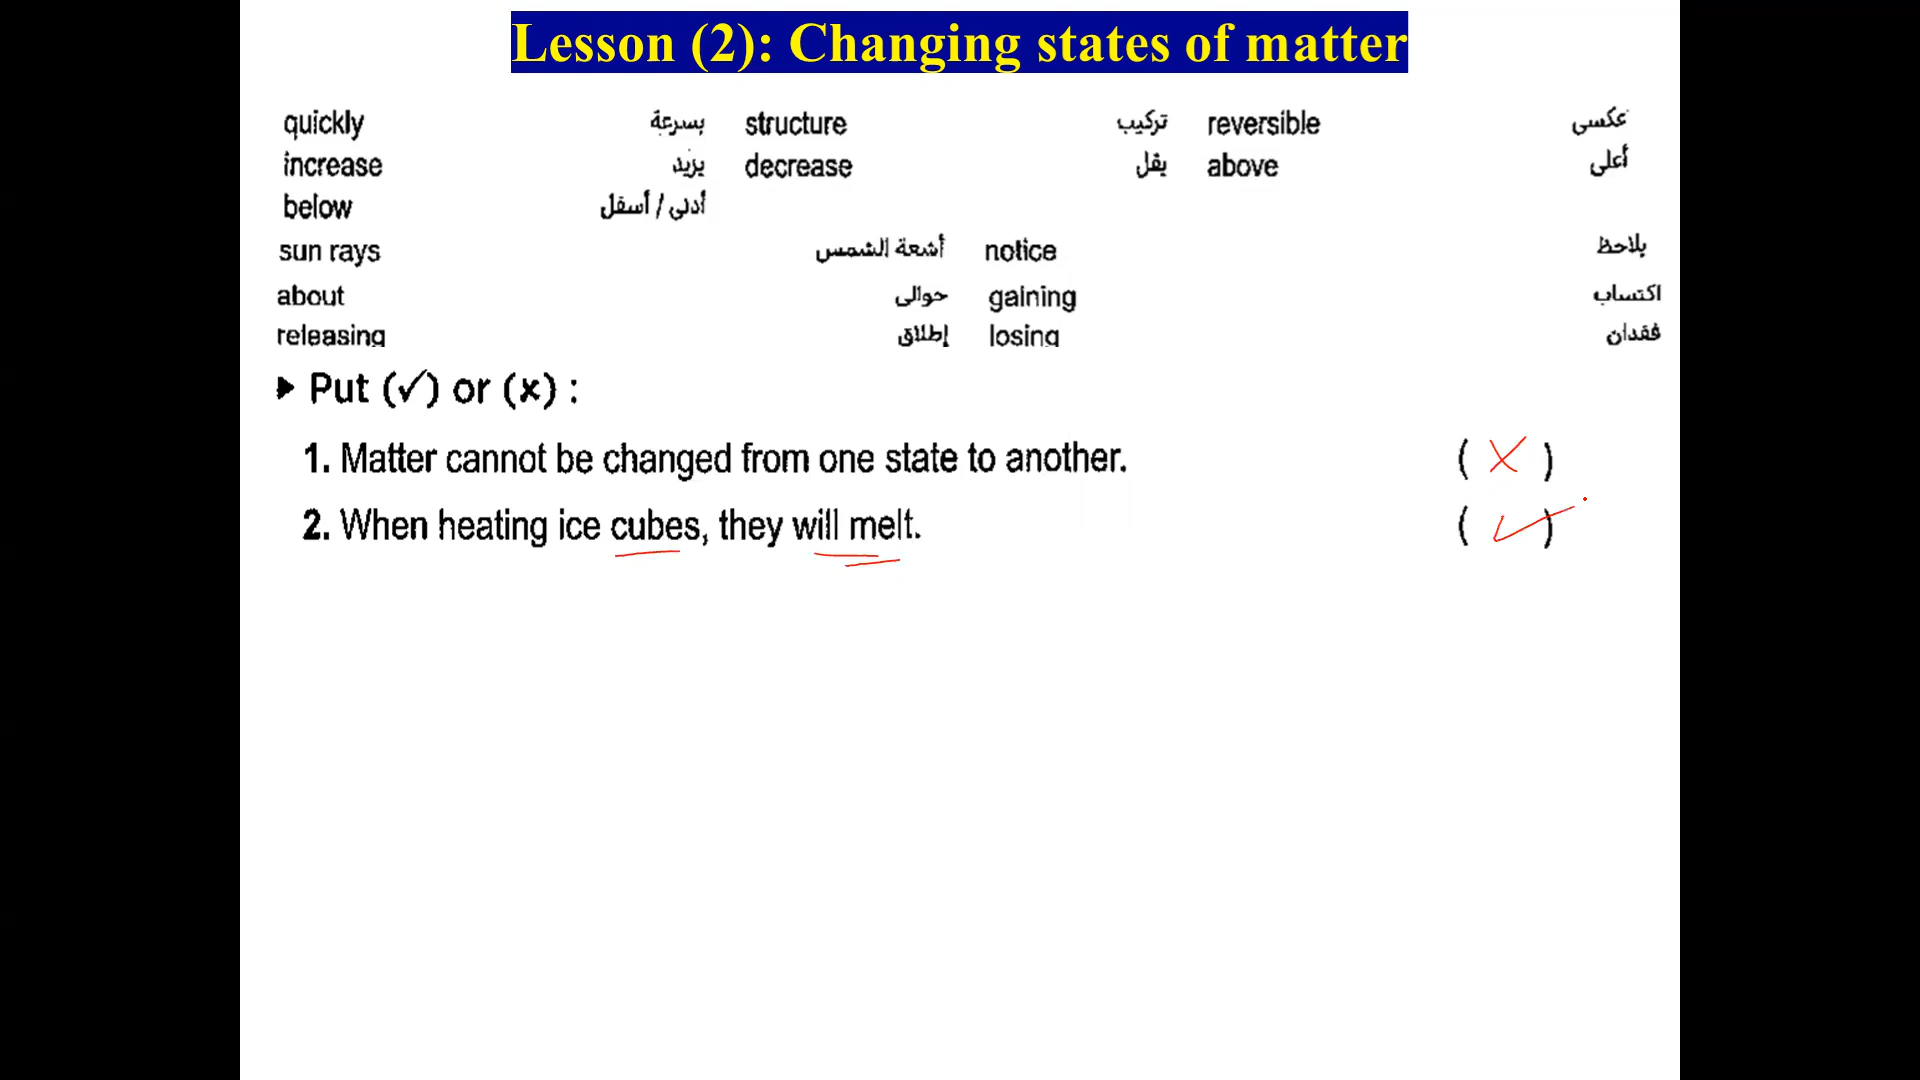 Lesson (2): Changing states of matter
quickly بسرعة structure تركيب reversible عكسى
increase يزيد decrease يقل above أعلى
below أدنى / أسفل
sun rays أشعة الشمس notice يلاحظ
about حوالى gaining اكتساب
releasing إطلاق losing فقدان
Put (✓) or (x) :
1. Matter cannot be changed from one state to another. ( X )
2. When heating ice cubes, they will melt. ( ✓ )